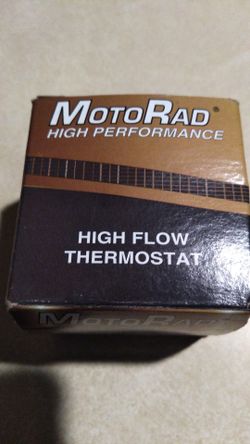 MOTORAD®
HIGH PERFORMANCE
HIGH FLOW
THERMOSTAT
MOTORAD